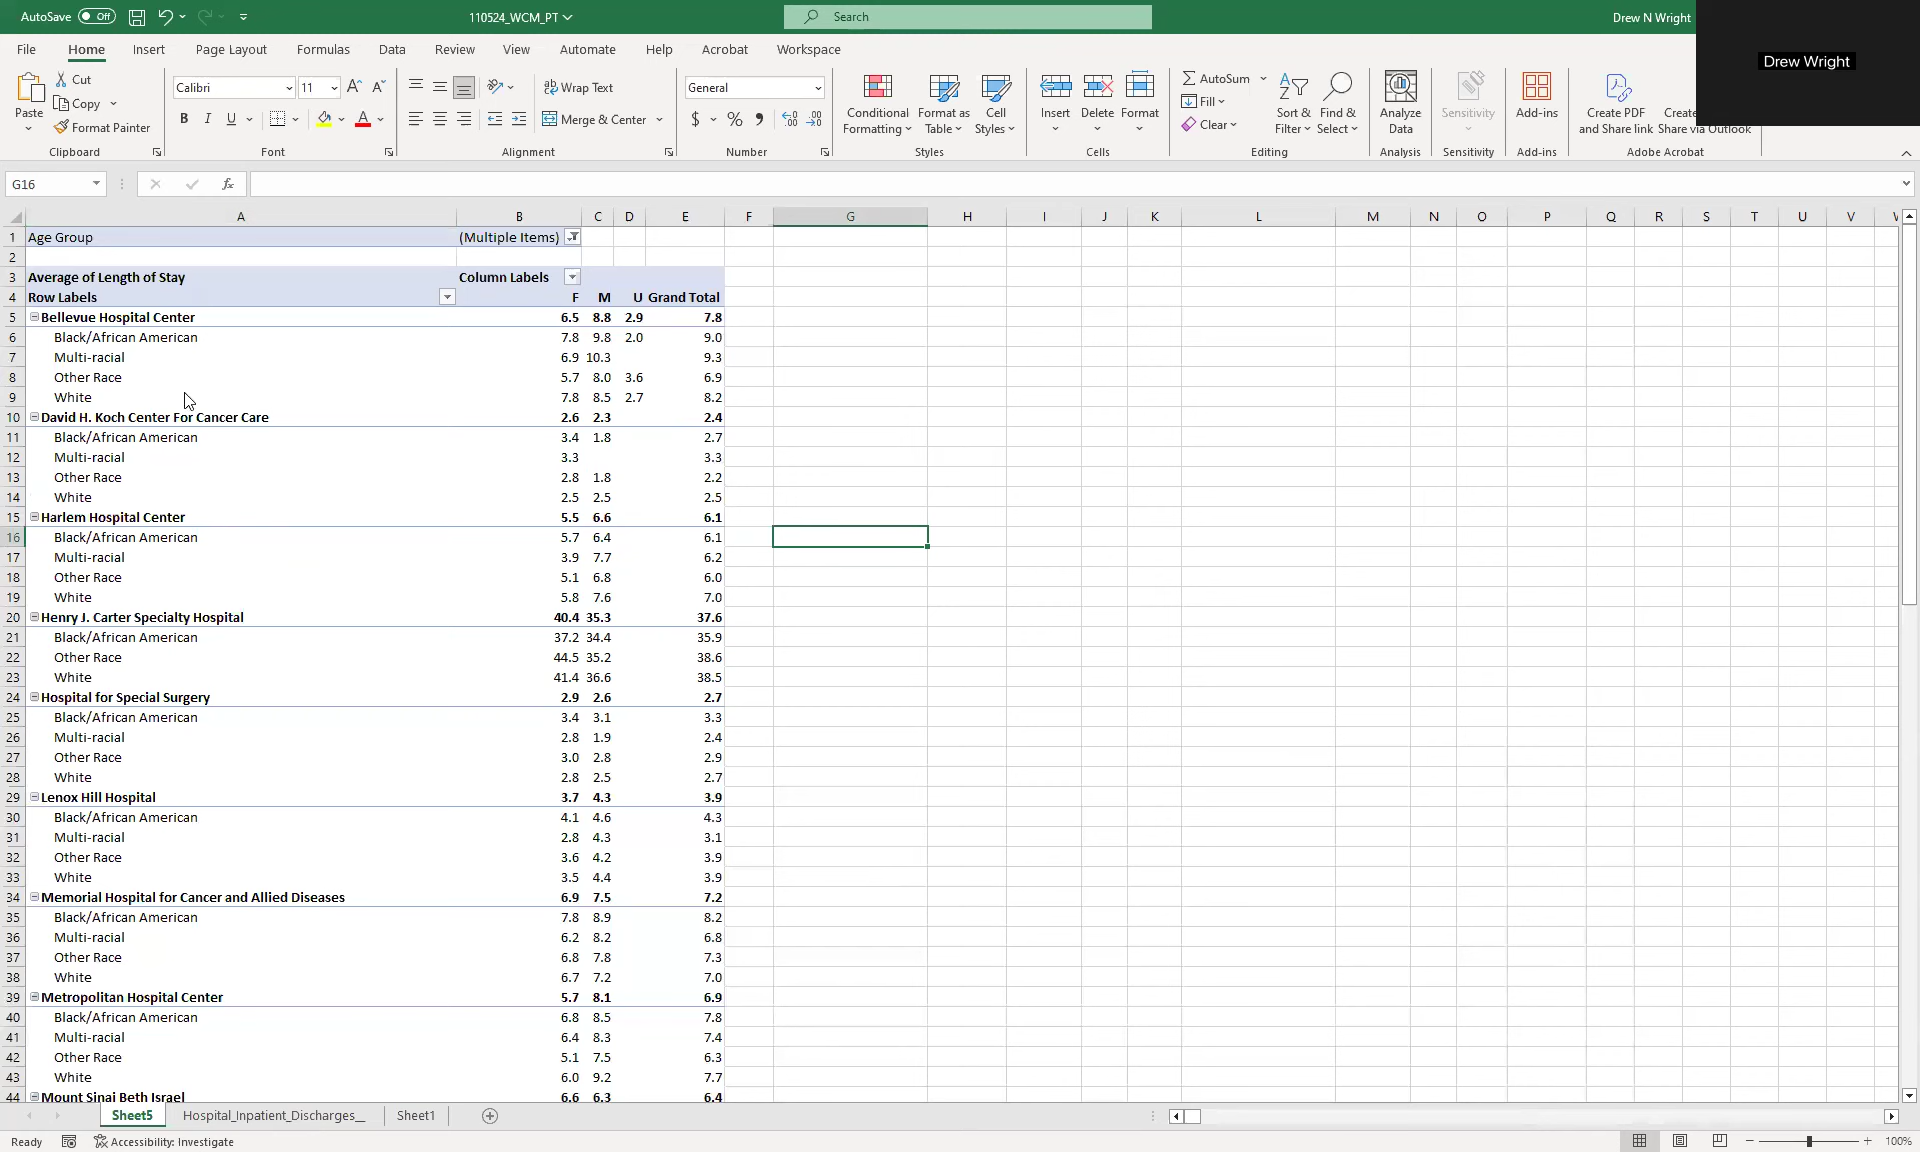 AutoSave Off 110524_WCM_PT Search Drew N Wright
Drew Wright
File Home Insert Page Layout Formulas Data Review View Automate Help Acrobat Workspace
Paste
Cut
Copy
Format Painter
Clipboard
Calibri 11
B I U
Font
Wrap Text
Merge & Center
Alignment
General
$ %
Number
Conditional Formatting
Format as Table
Cell Styles
Styles
Insert Delete Format
Cells
AutoSum
Fill
Clear
Sort & Filter
Find & Select
Editing
Analyze Data
Analysis
Sensitivity
Sensitivity
Add-ins
Add-ins
Create PDF and Share link
Create
Share via Outlook
Adobe Acrobat
G16 fx
A B C D E F G H I J K L M N O P Q R S T U V
1 Age Group (Multiple Items)
2
3 Average of Length of Stay Column Labels
4 Row Labels F M U Grand Total
5 Bellevue Hospital Center 6.5 8.8 2.9 7.8
6 Black/African American 7.8 9.8 2.0 9.0
7 Multi-racial 6.9 10.3 9.3
8 Other Race 5.7 8.0 3.6 6.9
9 White 7.8 8.5 2.7 8.2
10 David H. Koch Center For Cancer Care 2.6 2.3 2.4
11 Black/African American 3.4 1.8 2.7
12 Multi-racial 3.3 3.3
13 Other Race 2.8 1.8 2.2
14 White 2.5 2.5 2.5
15 Harlem Hospital Center 5.5 6.6 6.1
16 Black/African American 5.7 6.4 6.1
17 Multi-racial 3.9 7.7 6.2
18 Other Race 5.1 6.8 6.0
19 White 5.8 7.6 7.0
20 Henry J. Carter Specialty Hospital 40.4 35.3 37.6
21 Black/African American 37.2 34.4 35.9
22 Other Race 44.5 35.2 38.6
23 White 41.4 36.6 38.5
24 Hospital for Special Surgery 2.9 2.6 2.7
25 Black/African American 3.4 3.1 3.3
26 Multi-racial 2.8 1.9 2.4
27 Other Race 3.0 2.8 2.9
28 White 2.8 2.5 2.7
29 Lenox Hill Hospital 3.7 4.3 3.9
30 Black/African American 4.1 4.6 4.3
31 Multi-racial 2.8 4.3 3.1
32 Other Race 3.6 4.2 3.9
33 White 3.5 4.4 3.9
34 Memorial Hospital for Cancer and Allied Diseases 6.9 7.5 7.2
35 Black/African American 7.8 8.9 8.2
36 Multi-racial 6.2 8.2 6.8
37 Other Race 6.8 7.8 7.3
38 White 6.7 7.2 7.0
39 Metropolitan Hospital Center 5.7 8.1 6.9
40 Black/African American 6.8 8.5 7.8
41 Multi-racial 6.4 8.3 7.4
42 Other Race 5.1 7.5 6.3
43 White 6.0 9.2 7.7
44 Mount Sinai Beth Israel 6.6 6.3 6.4
Sheet5 Hospital_Inpatient_Discharges__ Sheet1
Ready Accessibility: Investigate 100%